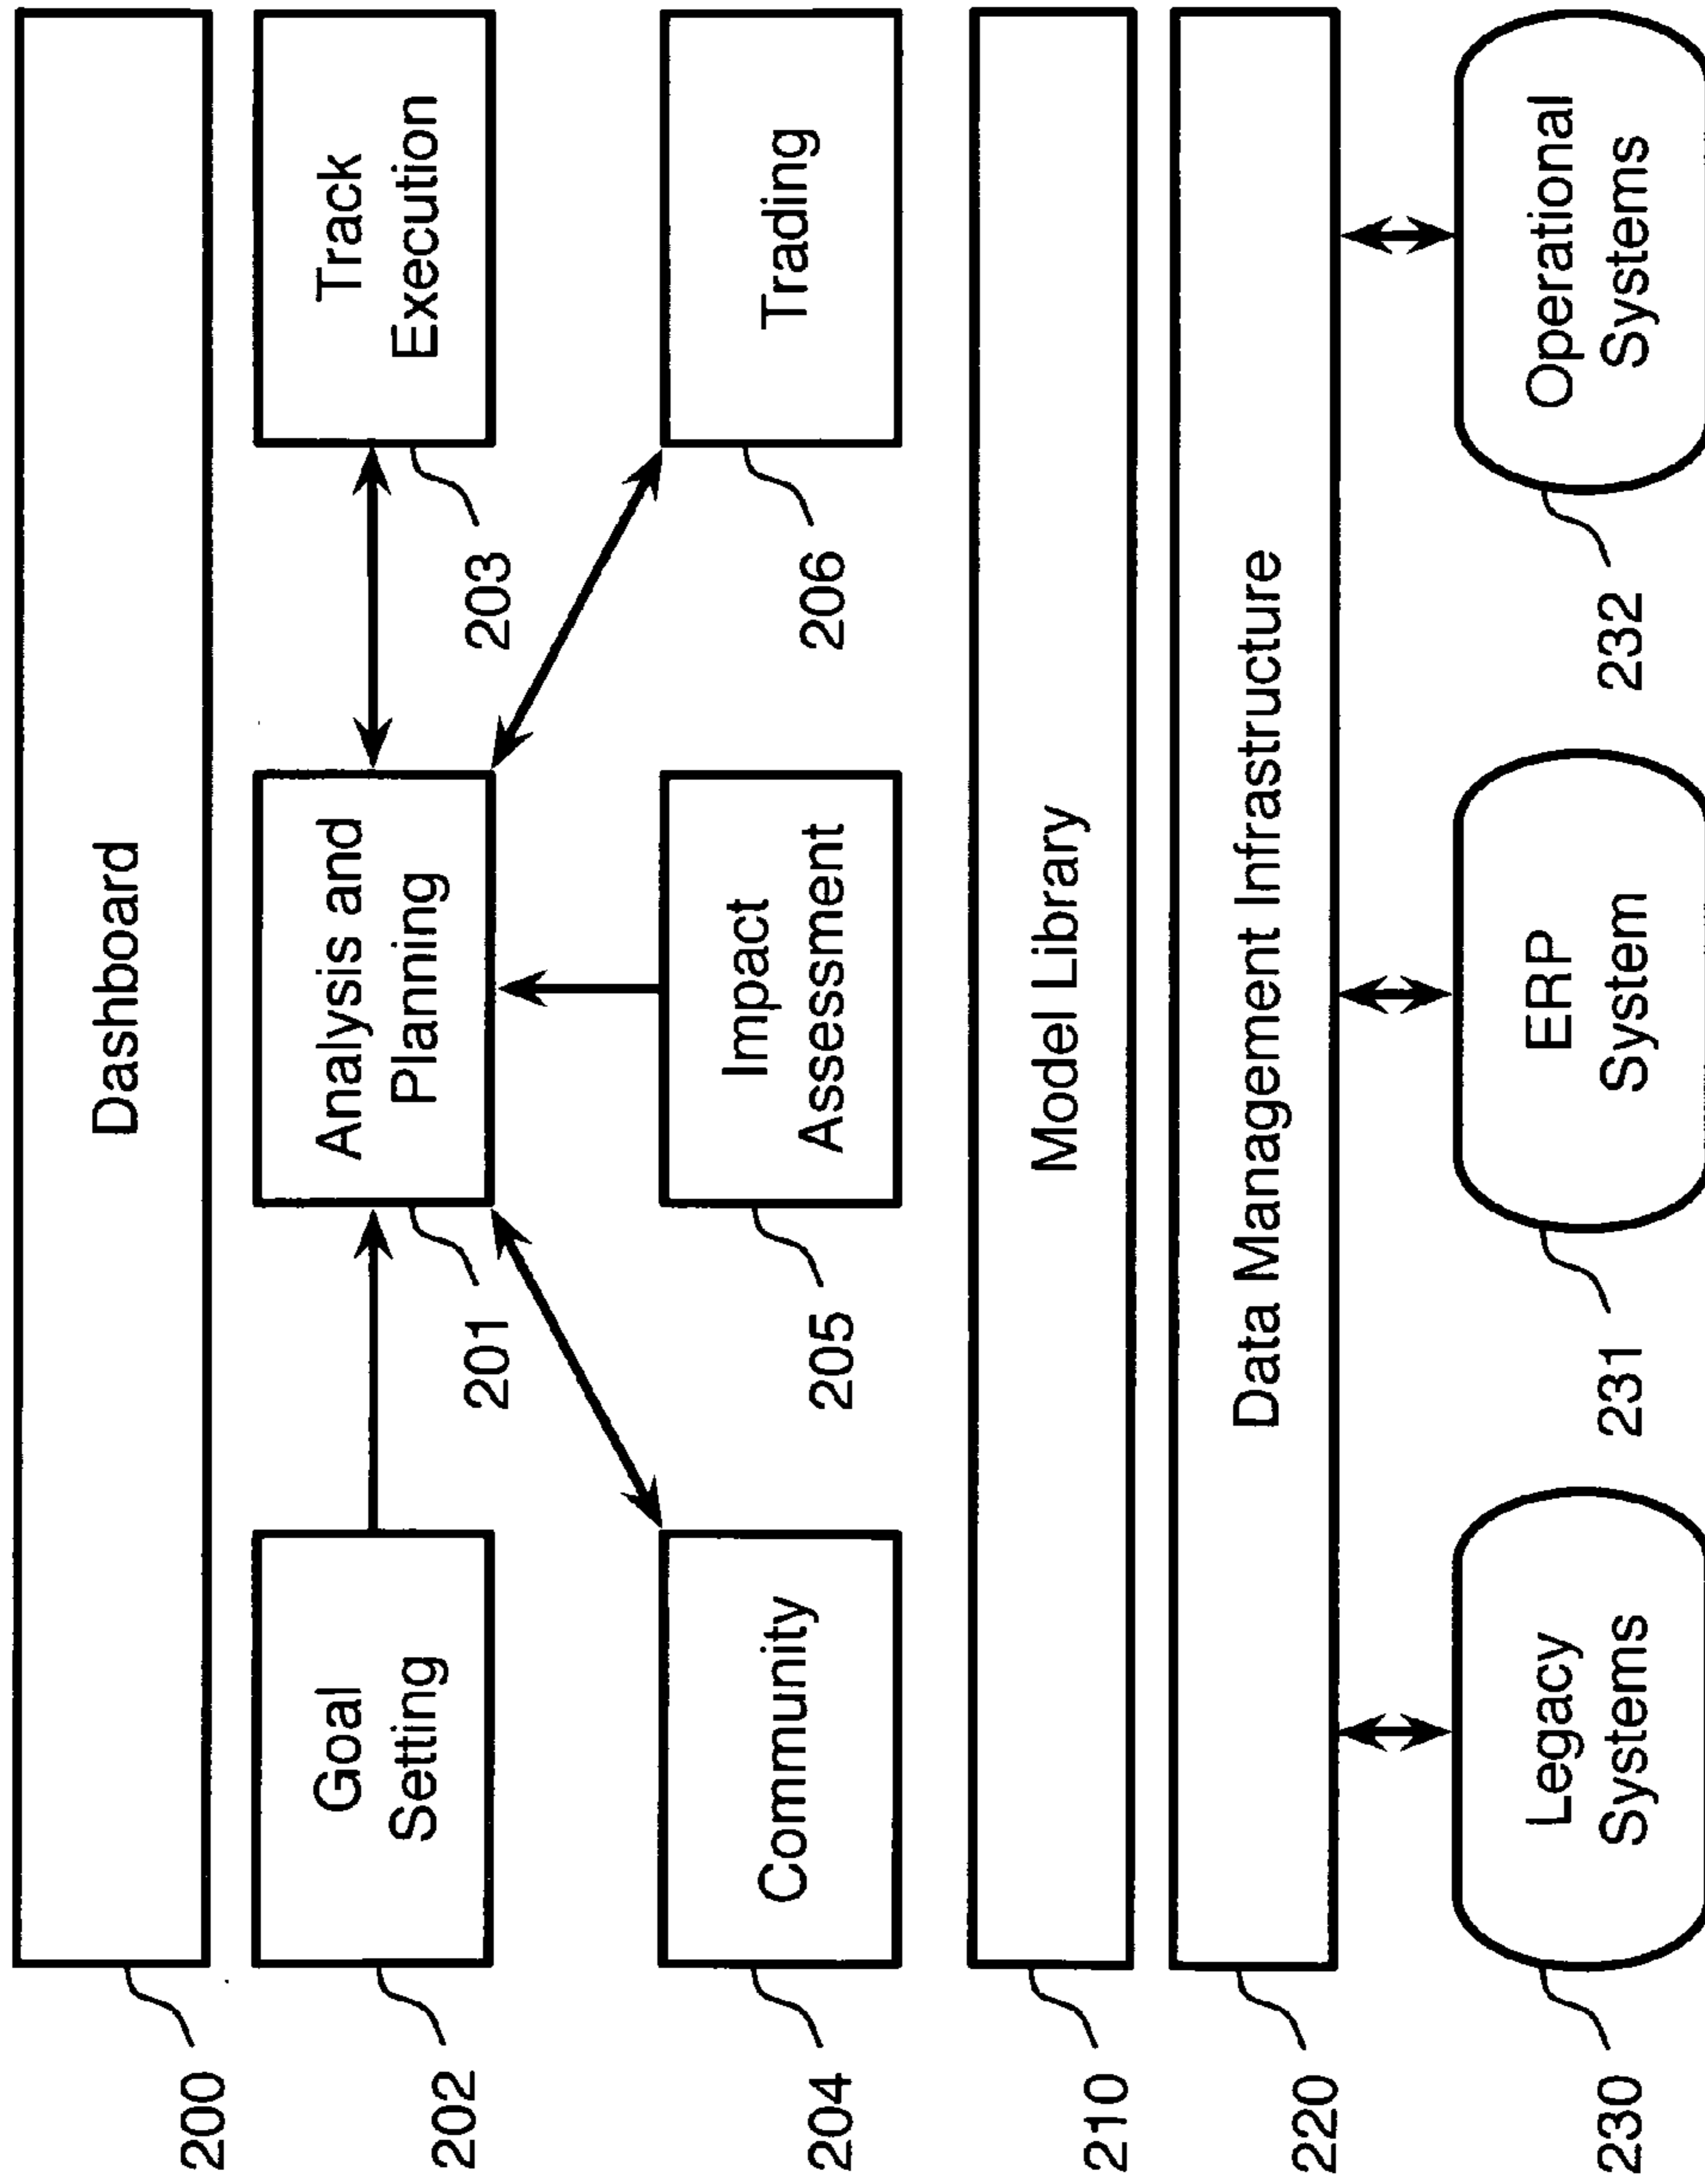 Dashboard
200
Goal
Setting
202
Analysis and
Planning
201
Track
Execution
203
Community
204
Impact
Assessment
205
Trading
206
Model Library
210
Data Management Infrastructure
220
Legacy
Systems
230
ERP
System
231
Operational
Systems
232